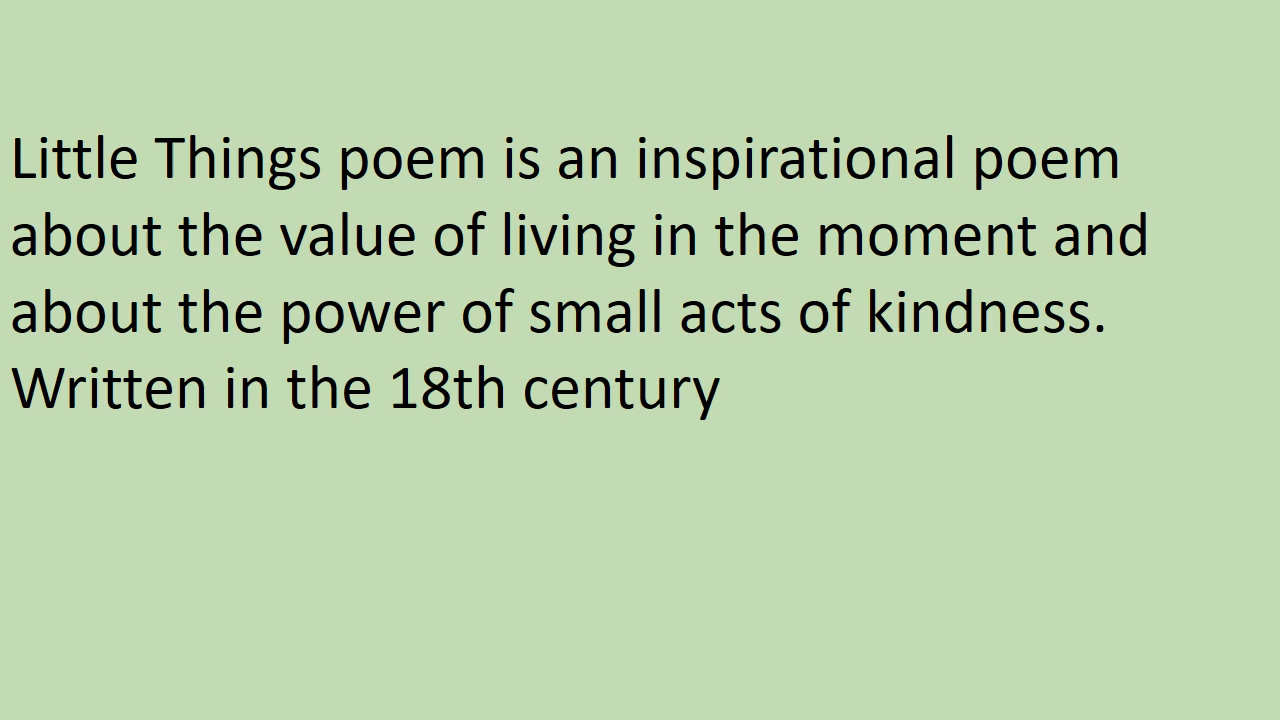 Little Things poem is an inspirational poem
about the value of living in the moment and
about the power of small acts of kindness.
Written in the 18th century